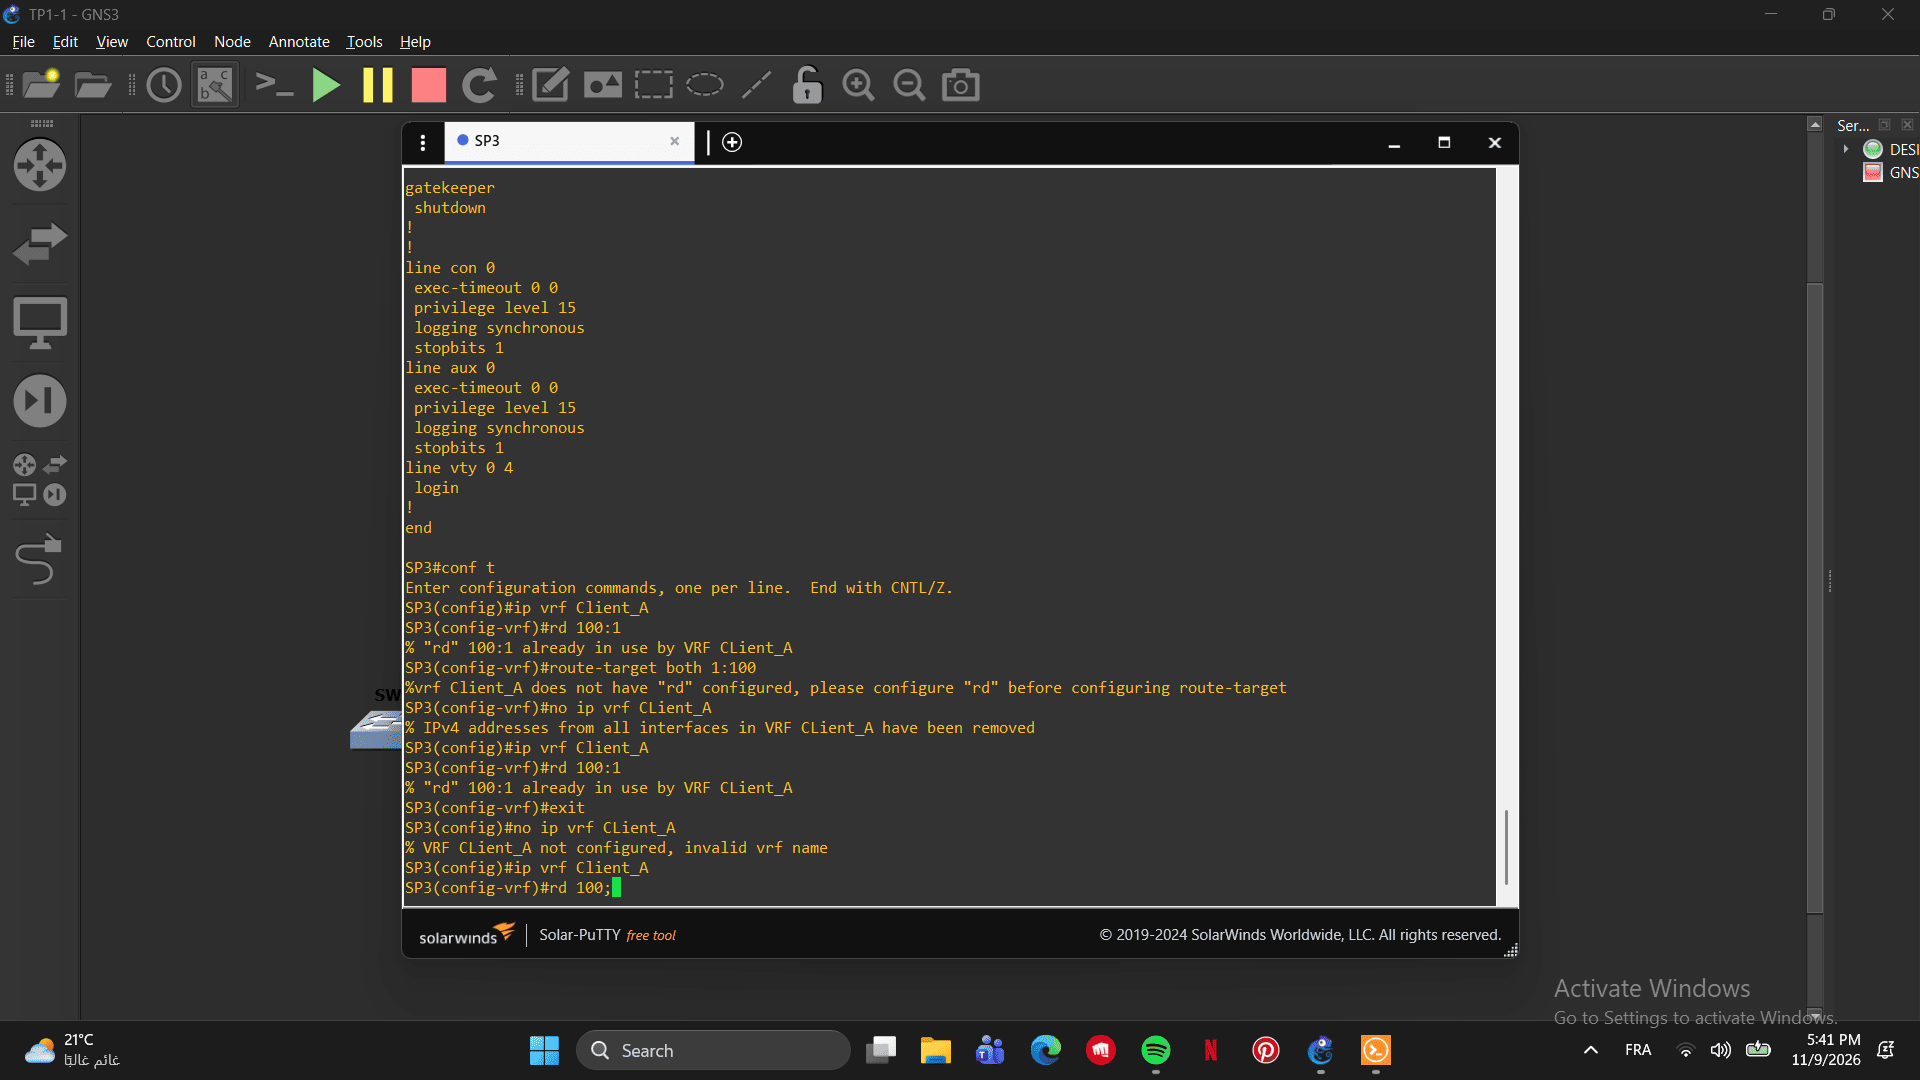 TP1-1 - GNS3
File Edit View Control Node Annotate Tools Help
SP3
Ser...
DESI
GNS
gatekeeper
 shutdown
!
!
line con 0
 exec-timeout 0 0
 privilege level 15
 logging synchronous
 stopbits 1
line aux 0
 exec-timeout 0 0
 privilege level 15
 logging synchronous
 stopbits 1
line vty 0 4
 login
!
end
SP3#conf t
Enter configuration commands, one per line.  End with CNTL/Z.
SP3(config)#ip vrf Client_A
SP3(config-vrf)#rd 100:1
% "rd" 100:1 already in use by VRF CLient_A
SP3(config-vrf)#route-target both 1:100
%vrf Client_A does not have "rd" configured, please configure "rd" before configuring route-target
SP3(config-vrf)#no ip vrf CLient_A
% IPv4 addresses from all interfaces in VRF CLient_A have been removed
SP3(config)#ip vrf Client_A
SP3(config-vrf)#rd 100:1
% "rd" 100:1 already in use by VRF CLient_A
SP3(config-vrf)#exit
SP3(config)#no ip vrf CLient_A
% VRF CLient_A not configured, invalid vrf name
SP3(config)#ip vrf Client_A
SP3(config-vrf)#rd 100;
SW
solarwinds Solar-PuTTY free tool © 2019-2024 SolarWinds Worldwide, LLC. All rights reserved.
Activate Windows
Go to Settings to activate Windows.
21°C
غائم غالبًا
Search
FRA
5:41 PM
11/9/2026